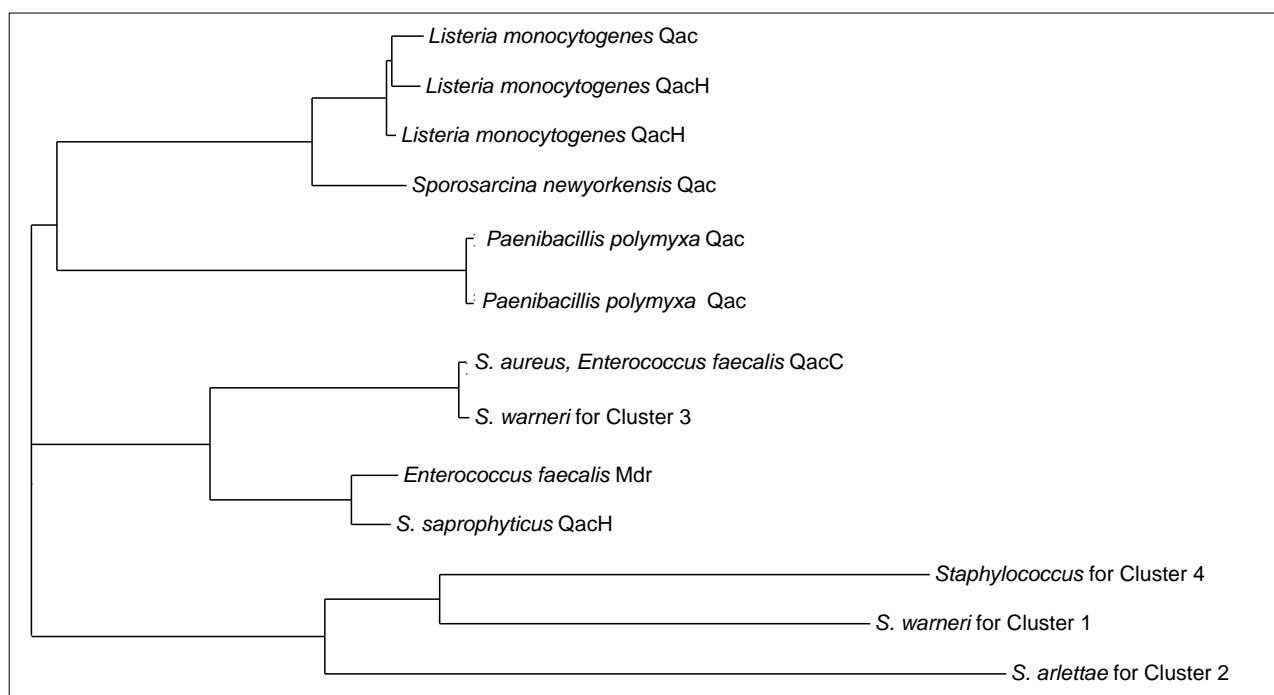 Listeria monocytogenes Qac
Listeria monocytogenes QacH
Listeria monocytogenes QacH
Sporosarcina newyorkensis Qac
Paenibacillis polymyxa Qac
Paenibacillis polymyxa Qac
S. aureus, Enterococcus faecalis QacC
S. warneri for Cluster 3
Enterococcus faecalis Mdr
S. saprophyticus QacH
Staphylococcus for Cluster 4
S. warneri for Cluster 1
S. arlettae for Cluster 2